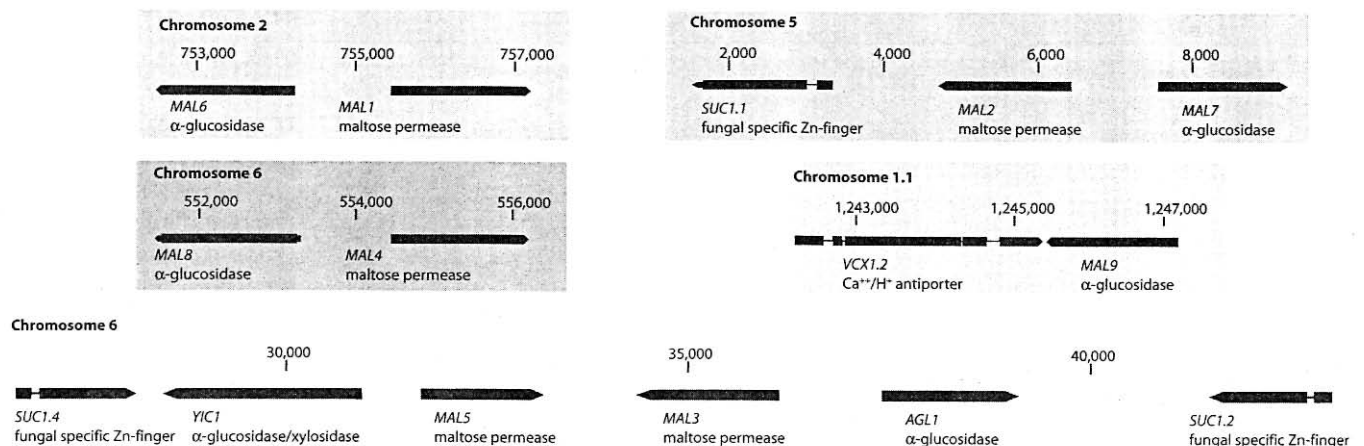 Chromosome 2
753,000 755,000 757,000
MAL6 MAL1
α-glucosidase maltose permease
Chromosome 5
2,000 4,000 6,000 8,000
SUC1.1 MAL2 MAL7
fungal specific Zn-finger maltose permease α-glucosidase
Chromosome 6
552,000 554,000 556,000
MAL8 MAL4
α-glucosidase maltose permease
Chromosome 1.1
1,243,000 1,245,000 1,247,000
VCX1.2 MAL9
Ca⁺⁺/H⁺ antiporter α-glucosidase
Chromosome 6
30,000 35,000 40,000
SUC1.4 YIC1 MAL5 MAL3 AGL1 SUC1.2
fungal specific Zn-finger α-glucosidase/xylosidase maltose permease maltose permease α-glucosidase fungal specific Zn-finger